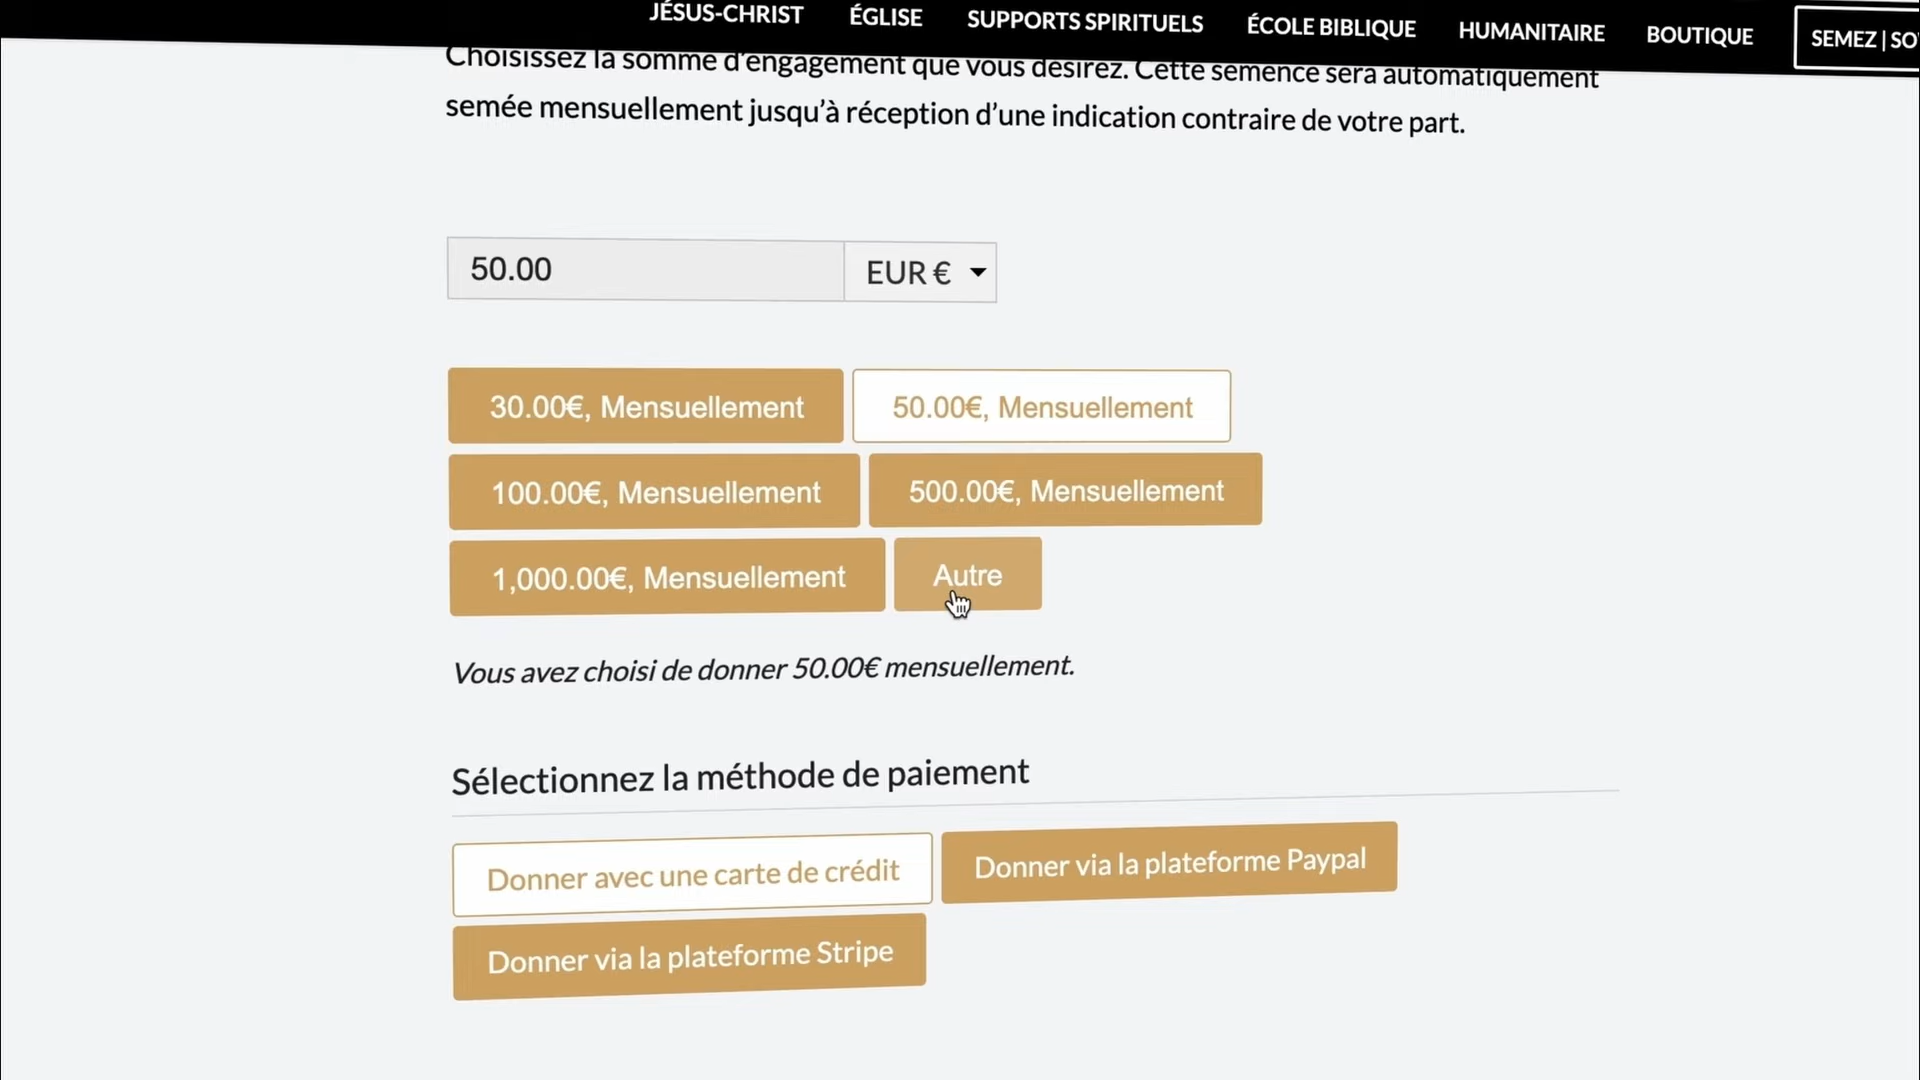 JÉSUS-CHRIST ÉGLISE SUPPORTS SPIRITUELS ÉCOLE BIBLIQUE HUMANITAIRE BOUTIQUE SEMEZ |
Choisissez la somme d'engagement que vous désirez. Cette semence sera automatiquement
semée mensuellement jusqu'à réception d'une indication contraire de votre part.
50.00 EUR €
30.00€, Mensuellement 50.00€, Mensuellement
100.00€, Mensuellement 500.00€, Mensuellement
1,000.00€, Mensuellement Autre
Vous avez choisi de donner 50.00€ mensuellement.
Sélectionnez la méthode de paiement
Donner avec une carte de crédit Donner via la plateforme Paypal
Donner via la plateforme Stripe